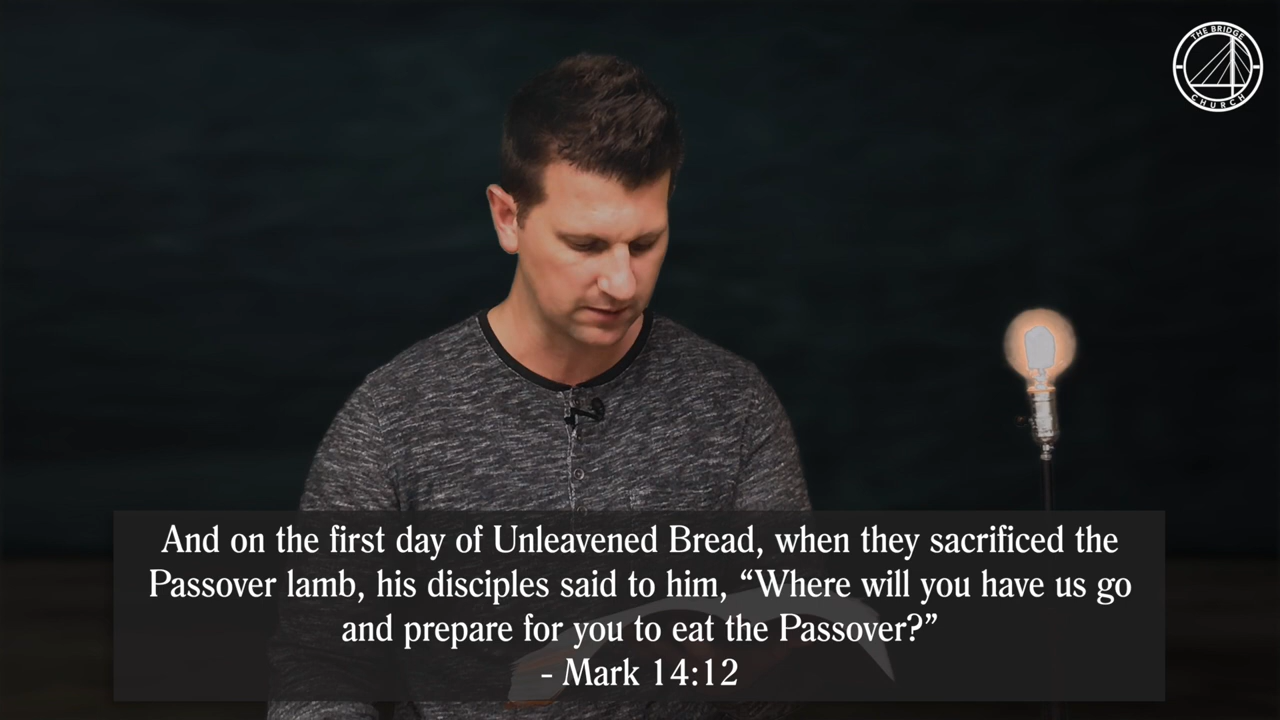 THE BRIDGE
CHURCH
And on the first day of Unleavened Bread, when they sacrificed the
Passover lamb, his disciples said to him, “Where will you have us go
and prepare for you to eat the Passover?”
- Mark 14:12